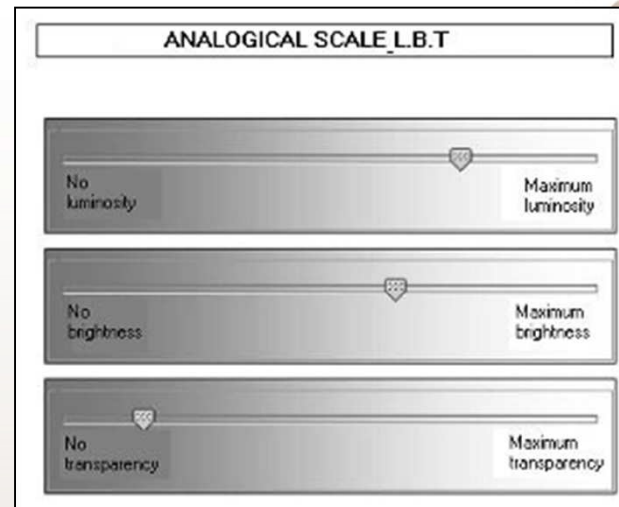 ANALOGICAL SCALE_L.B.T
No
luminosity
Maximum
luminosity
No
brightness
Maximum
brightness
No
transparency
Maximum
transparency